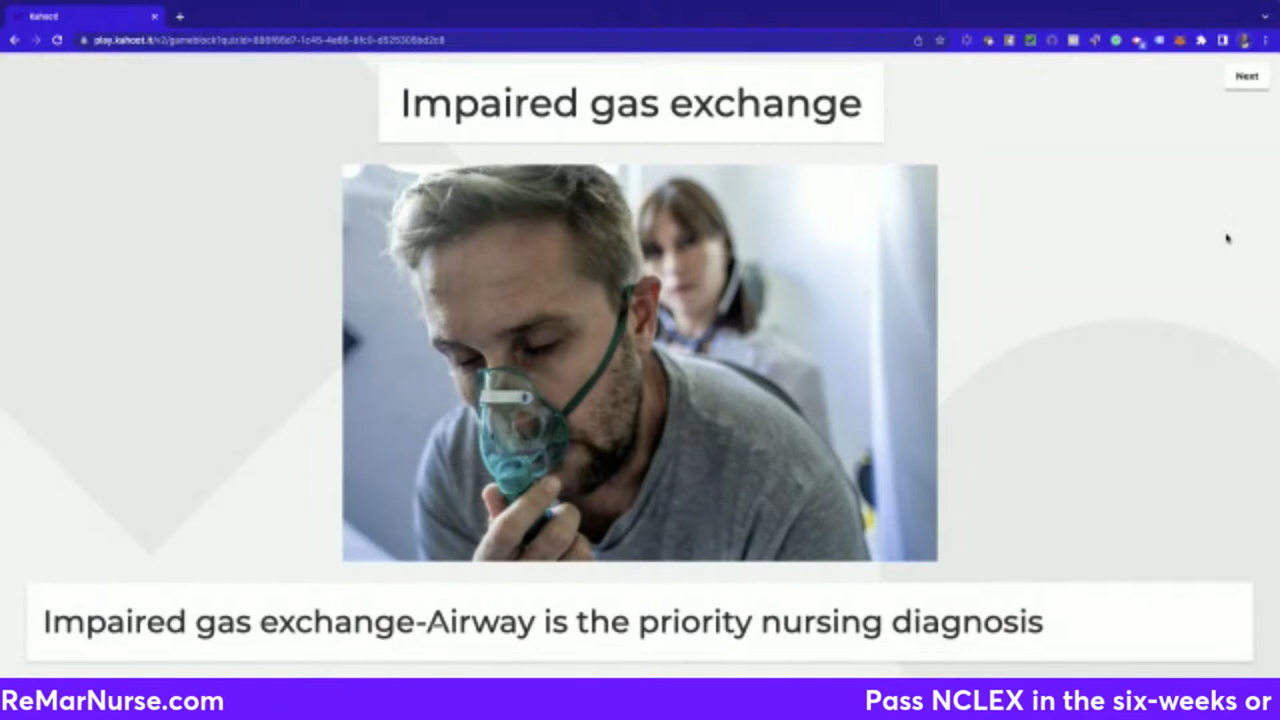 Kahoot!
Next
Impaired gas exchange
Impaired gas exchange-Airway is the priority nursing diagnosis
ReMarNurse.com
Pass NCLEX in the six-weeks or